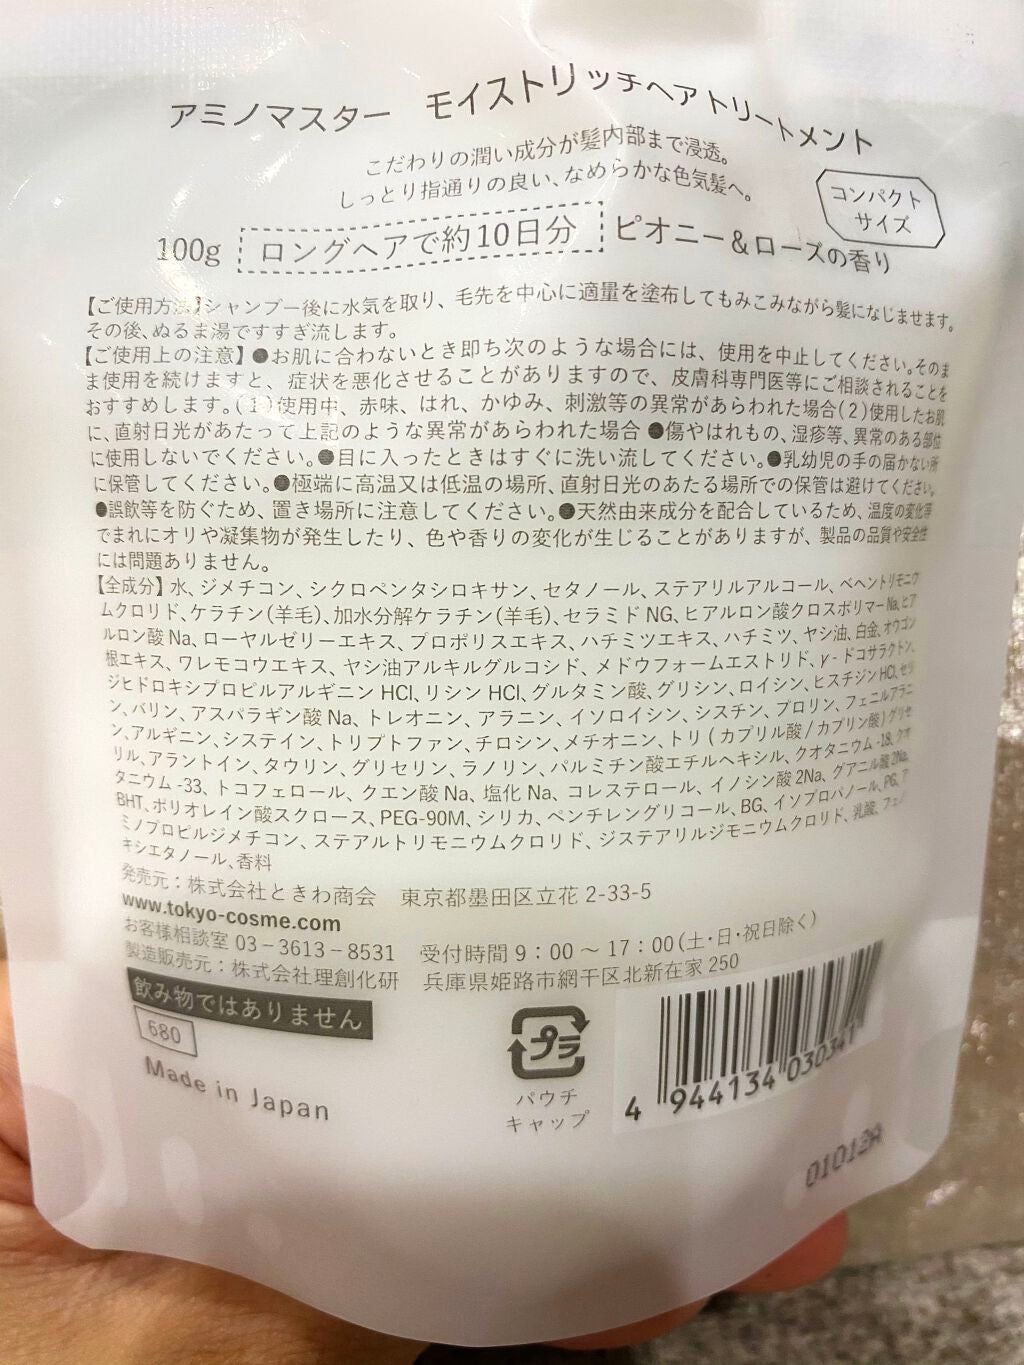 アミノマスター モイストリッチヘアトリートメント
こだわりの潤い成分が髪内部まで浸透。
しっとり指通りの良い、なめらかな色気髪へ。
コンパクト
サイズ
100g ロングヘアで約10日分 ピオニー&ローズの香り
【ご使用方法】シャンプー後に水気を取り、毛先を中心に適量を塗布してもみこみながら髪になじませます。
その後、ぬるま湯ですすぎ流します。
【ご使用上の注意】●お肌に合わないとき即ち次のような場合には、使用を中止してください。そのま
ま使用を続けますと、症状を悪化させることがありますので、皮膚科専門医等にご相談されることを
おすすめします。(1)使用中、赤味、はれ、かゆみ、刺激等の異常があらわれた場合(2)使用したお肌
に、直射日光があたって上記のような異常があらわれた場合●傷やはれもの、湿疹等、異常のある部位
に使用しないでください。●目に入ったときはすぐに洗い流してください。●乳幼児の手の届かない所
に保管してください。●極端に高温又は低温の場所、直射日光のあたる場所での保管は避けてください。
●誤飲等を防ぐため、置き場所に注意してください。●天然由来成分を配合しているため、温度の変化等
でまれにオリや凝集物が発生したり、色や香りの変化が生じることがありますが、製品の品質や安全性
には問題ありません。
【全成分】水、ジメチコン、シクロペンタシロキサン、セタノール、ステアリルアルコール、ベヘントリモニウ
ムクロリド、ケラチン(羊毛)、加水分解ケラチン(羊毛)、セラミドNG、ヒアルロン酸クロスポリマーNa、ヒア
ルロン酸Na、ローヤルゼリーエキス、プロポリスエキス、ハチミツエキス、ハチミツ、ヤシ油、白金、オウゴン
根エキス、ワレモコウエキス、ヤシ油アルキルグルコシド、メドウフォームエストリド、γ-ドコサラクトン、
ジヒドロキシプロピルアルギニンHCl、リシンHCl、グルタミン酸、グリシン、ロイシン、ヒスチジンHCl、セリ
ン、バリン、アスパラギン酸Na、トレオニン、アラニン、イソロイシン、シスチン、プロリン、フェニルアラニ
ン、アルギニン、システイン、トリプトファン、チロシン、メチオニン、トリ(カプリル酸/カプリン酸)グリセ
リル、アラントイン、タウリン、グリセリン、ラノリン、パルミチン酸エチルヘキシル、クオタニウム-18、クオ
タニウム-33、トコフェロール、クエン酸Na、塩化Na、コレステロール、イノシン酸2Na、グアニル酸2Na、
BHT、ポリオレイン酸スクロース、PEG-90M、シリカ、ペンチレングリコール、BG、イソプロパノール、PG、ア
ミノプロピルジメチコン、ステアルトリモニウムクロリド、ジステアリルジモニウムクロリド、乳酸、フェノ
キシエタノール、香料
発売元：株式会社ときわ商会 東京都墨田区立花2-33-5
www.tokyo-cosme.com
お客様相談室 03-3613-8531 受付時間 9：00～17：00(土・日・祝日除く)
製造販売元：株式会社理創化研 兵庫県姫路市網干区北新在家250
飲み物ではありません
680
Made in Japan
プラ
パウチ
キャップ
4 944134 030341
01012A